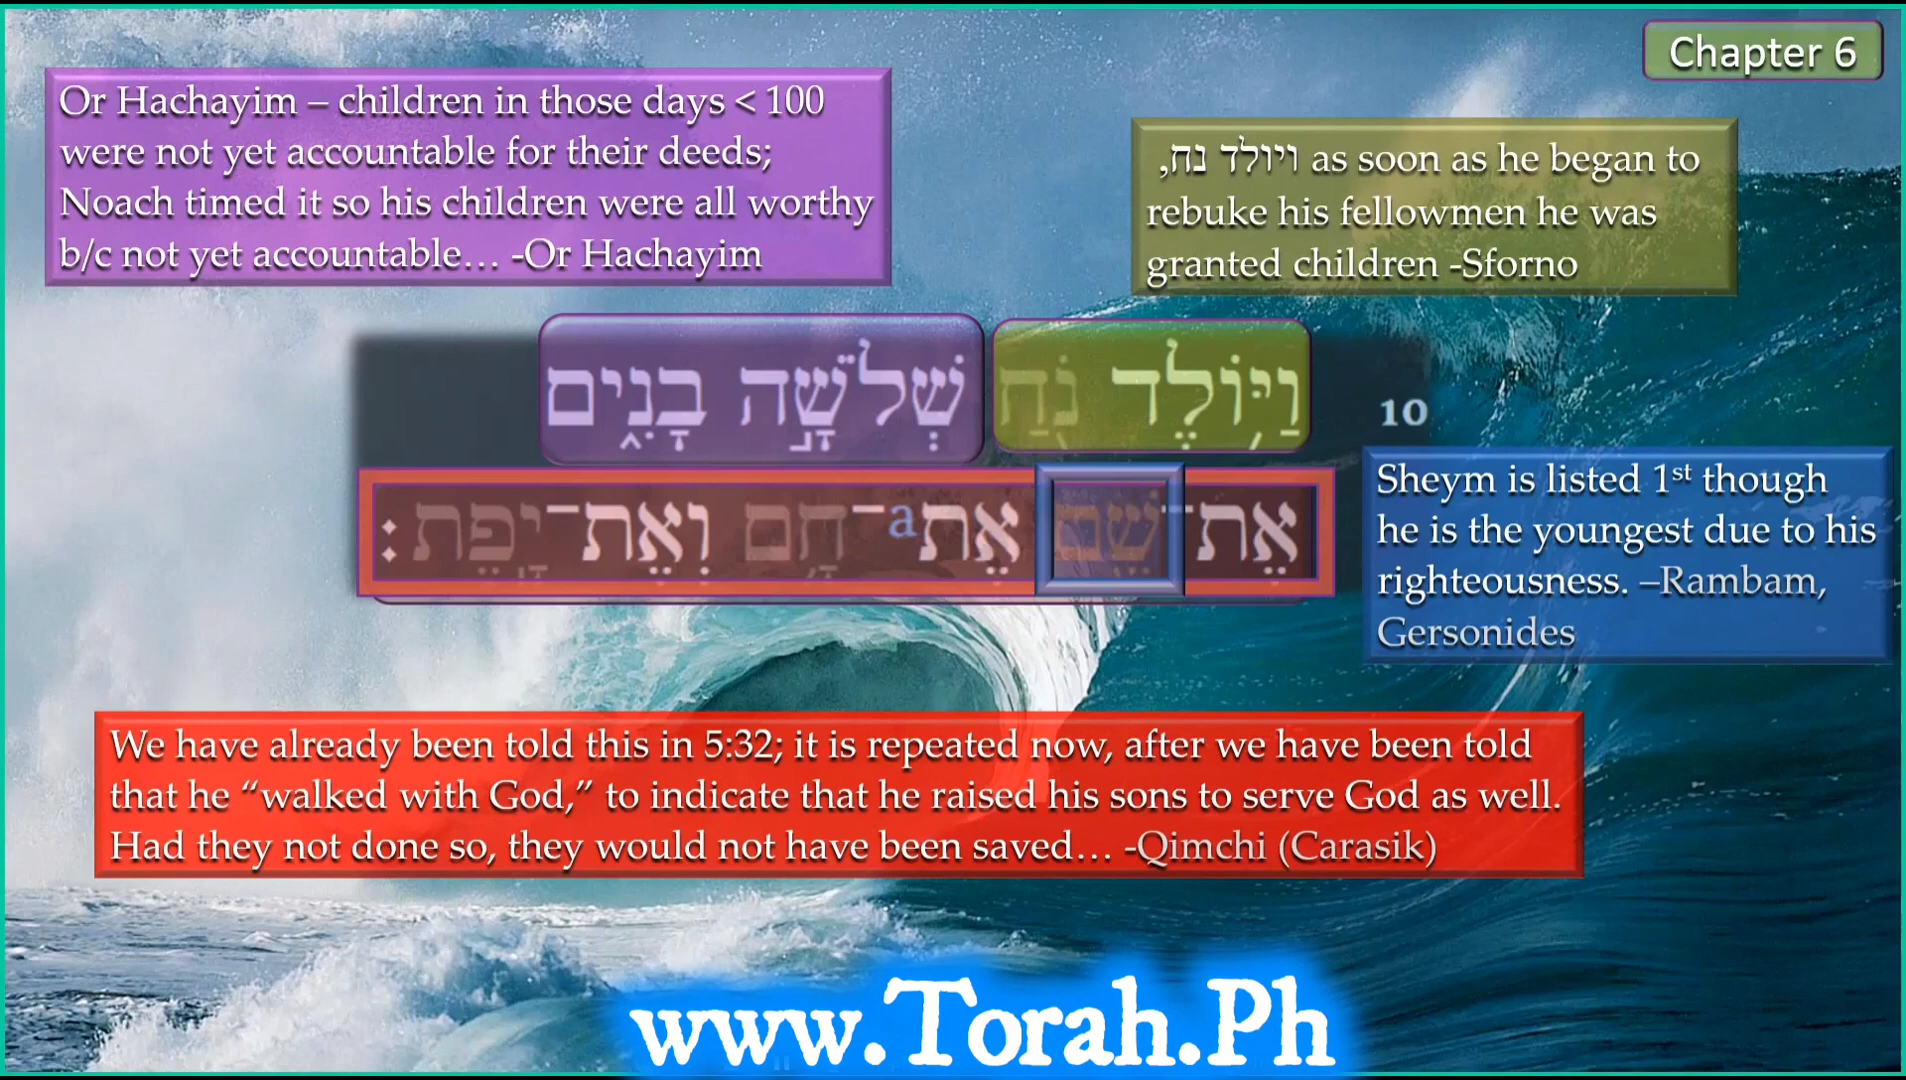 Chapter 6
Or Hachayim – children in those days < 100
were not yet accountable for their deeds;
Noach timed it so his children were all worthy
b/c not yet accountable… -Or Hachayim
ויולד נח, as soon as he began to
rebuke his fellowmen he was
granted children -Sforno
10 וַיּ֥וֹלֶד נֹ֖חַ שְׁלֹשָׁ֣ה בָנִ֑ים
אֶת־שֵׁ֖ם אֶת־a חָ֥ם וְאֶת־יָֽפֶת׃
Sheym is listed 1st though
he is the youngest due to his
righteousness. –Rambam,
Gersonides
We have already been told this in 5:32; it is repeated now, after we have been told
that he “walked with God,” to indicate that he raised his sons to serve God as well.
Had they not done so, they would not have been saved… -Qimchi (Carasik)
www.Torah.Ph